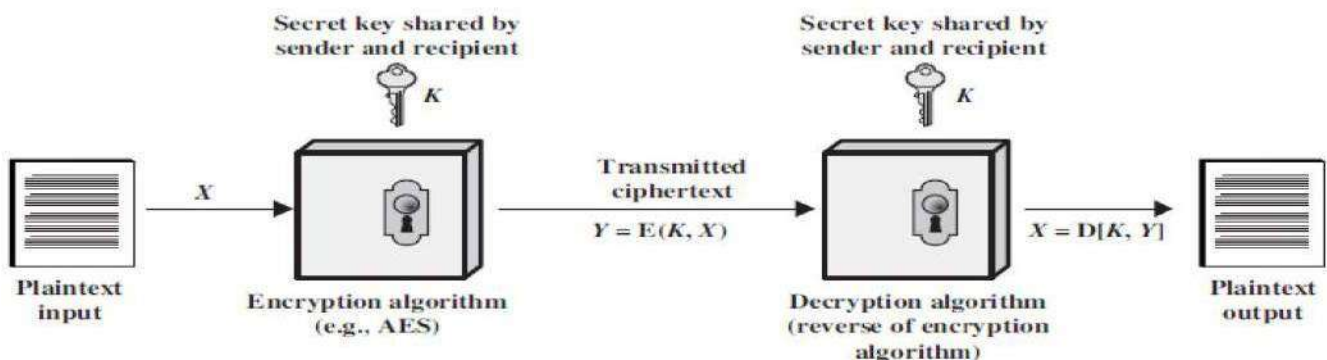 Secret key shared by
sender and recipient
K
Secret key shared by
sender and recipient
K
X
Transmitted
ciphertext
Y = E(K, X)
X = D[K, Y]
Plaintext
input
Encryption algorithm
(e.g., AES)
Decryption algorithm
(reverse of encryption
algorithm)
Plaintext
output